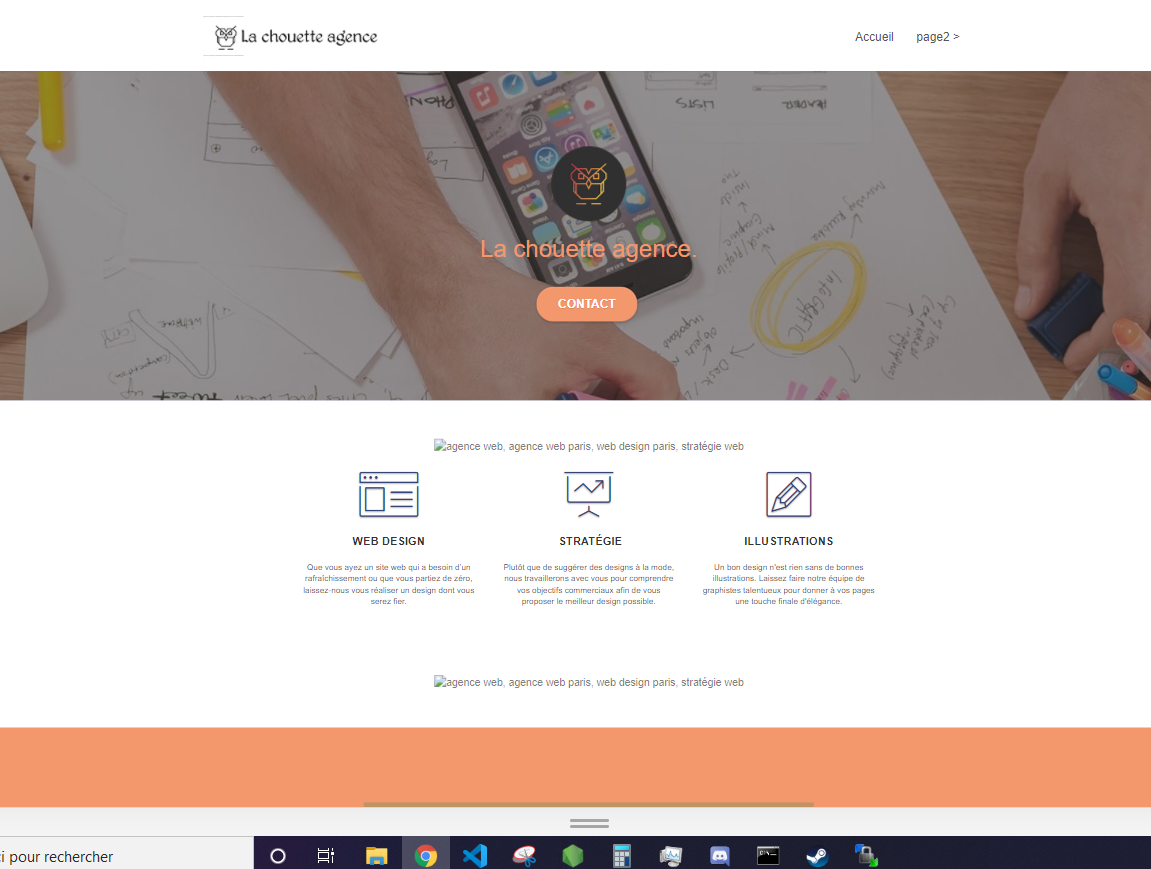 La chouette agence
Accueil
page2 >
PHON
LISTS
HEADER
La chouette agence.
CONTACT
agence web, agence web paris, web design paris, stratégie web
WEB DESIGN
Que vous ayez un site web qui a besoin d'un
rafraîchissement ou que vous partiez de zéro,
laissez-nous vous réaliser un design dont vous
serez fier.
STRATÉGIE
Plutôt que de suggérer des designs à la mode,
nous travaillerons avec vous pour comprendre
vos objectifs commerciaux afin de vous
proposer le meilleur design possible.
ILLUSTRATIONS
Un bon design n'est rien sans de bonnes
illustrations. Laissez faire notre équipe de
graphistes talentueux pour donner à vos pages
une touche finale d'élégance.
agence web, agence web paris, web design paris, stratégie web
ci pour rechercher